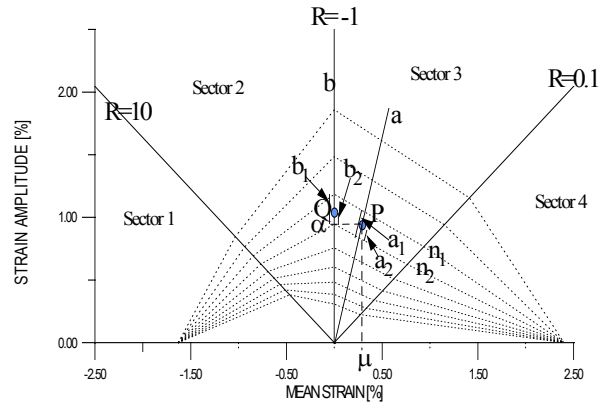 R=-1
Sector 2
b
Sector 3
R=0.1
2.00
R=10
a
b1
b2
Q
P
Sector 1
1.00
α
a1
n1
Sector 4
a2
n2
STRAIN AMPLITUDE [%]
0.00
-2.50
-1.50
-0.50
μ
0.50
1.50
2.50
MEAN STRAIN [%]